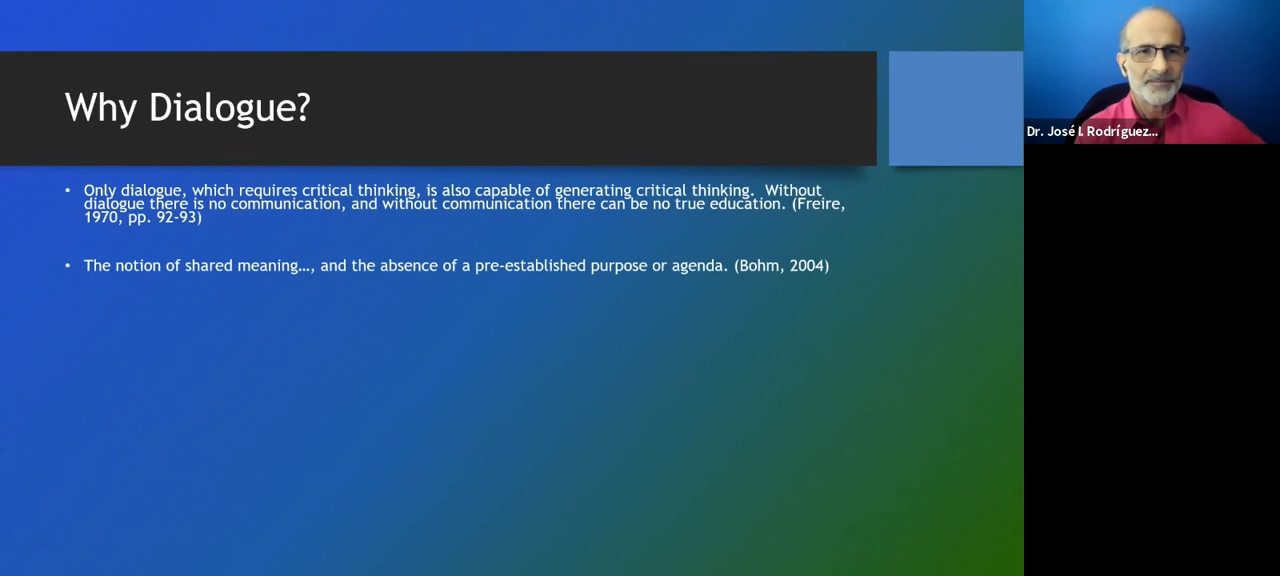 Why Dialogue?
• Only dialogue, which requires critical thinking, is also capable of generating critical thinking.  Without
dialogue there is no communication, and without communication there can be no true education. (Freire,
1970, pp. 92-93)
• The notion of shared meaning…, and the absence of a pre-established purpose or agenda. (Bohm, 2004)
Dr. José I. Rodríguez...